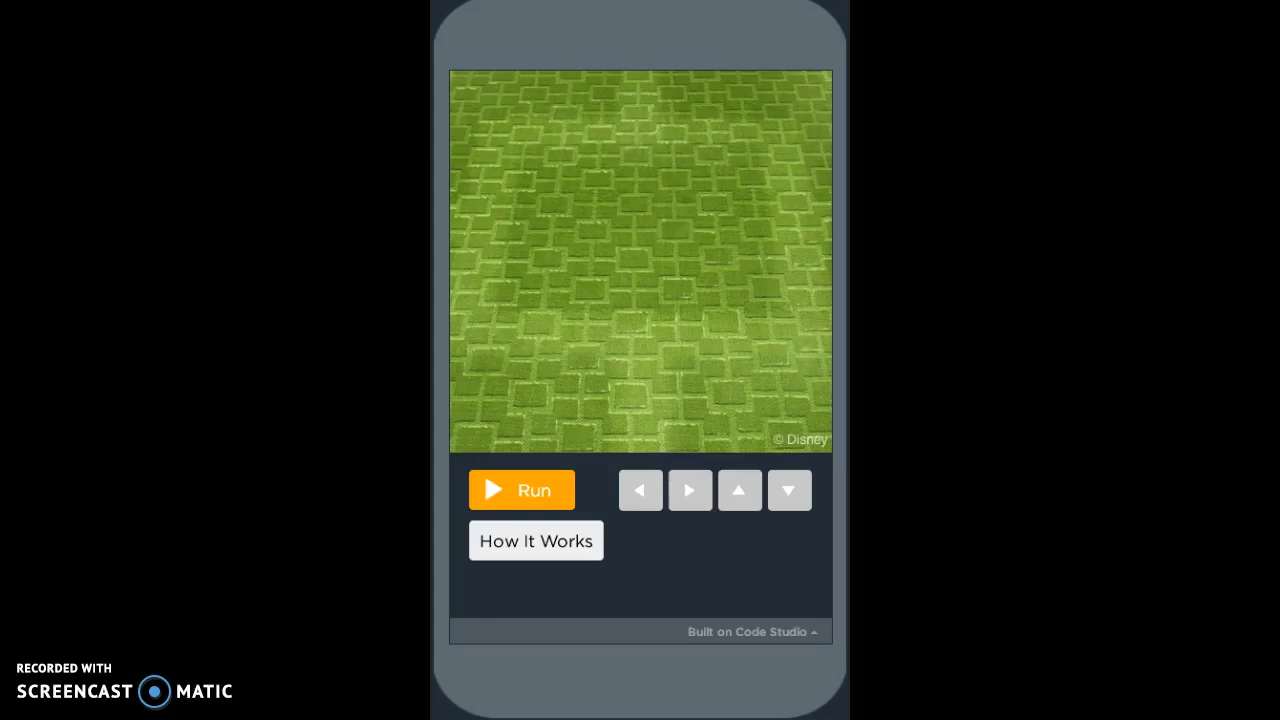 © Disney
Run
How It Works
Built on Code Studio
RECORDED WITH
SCREENCAST MATIC